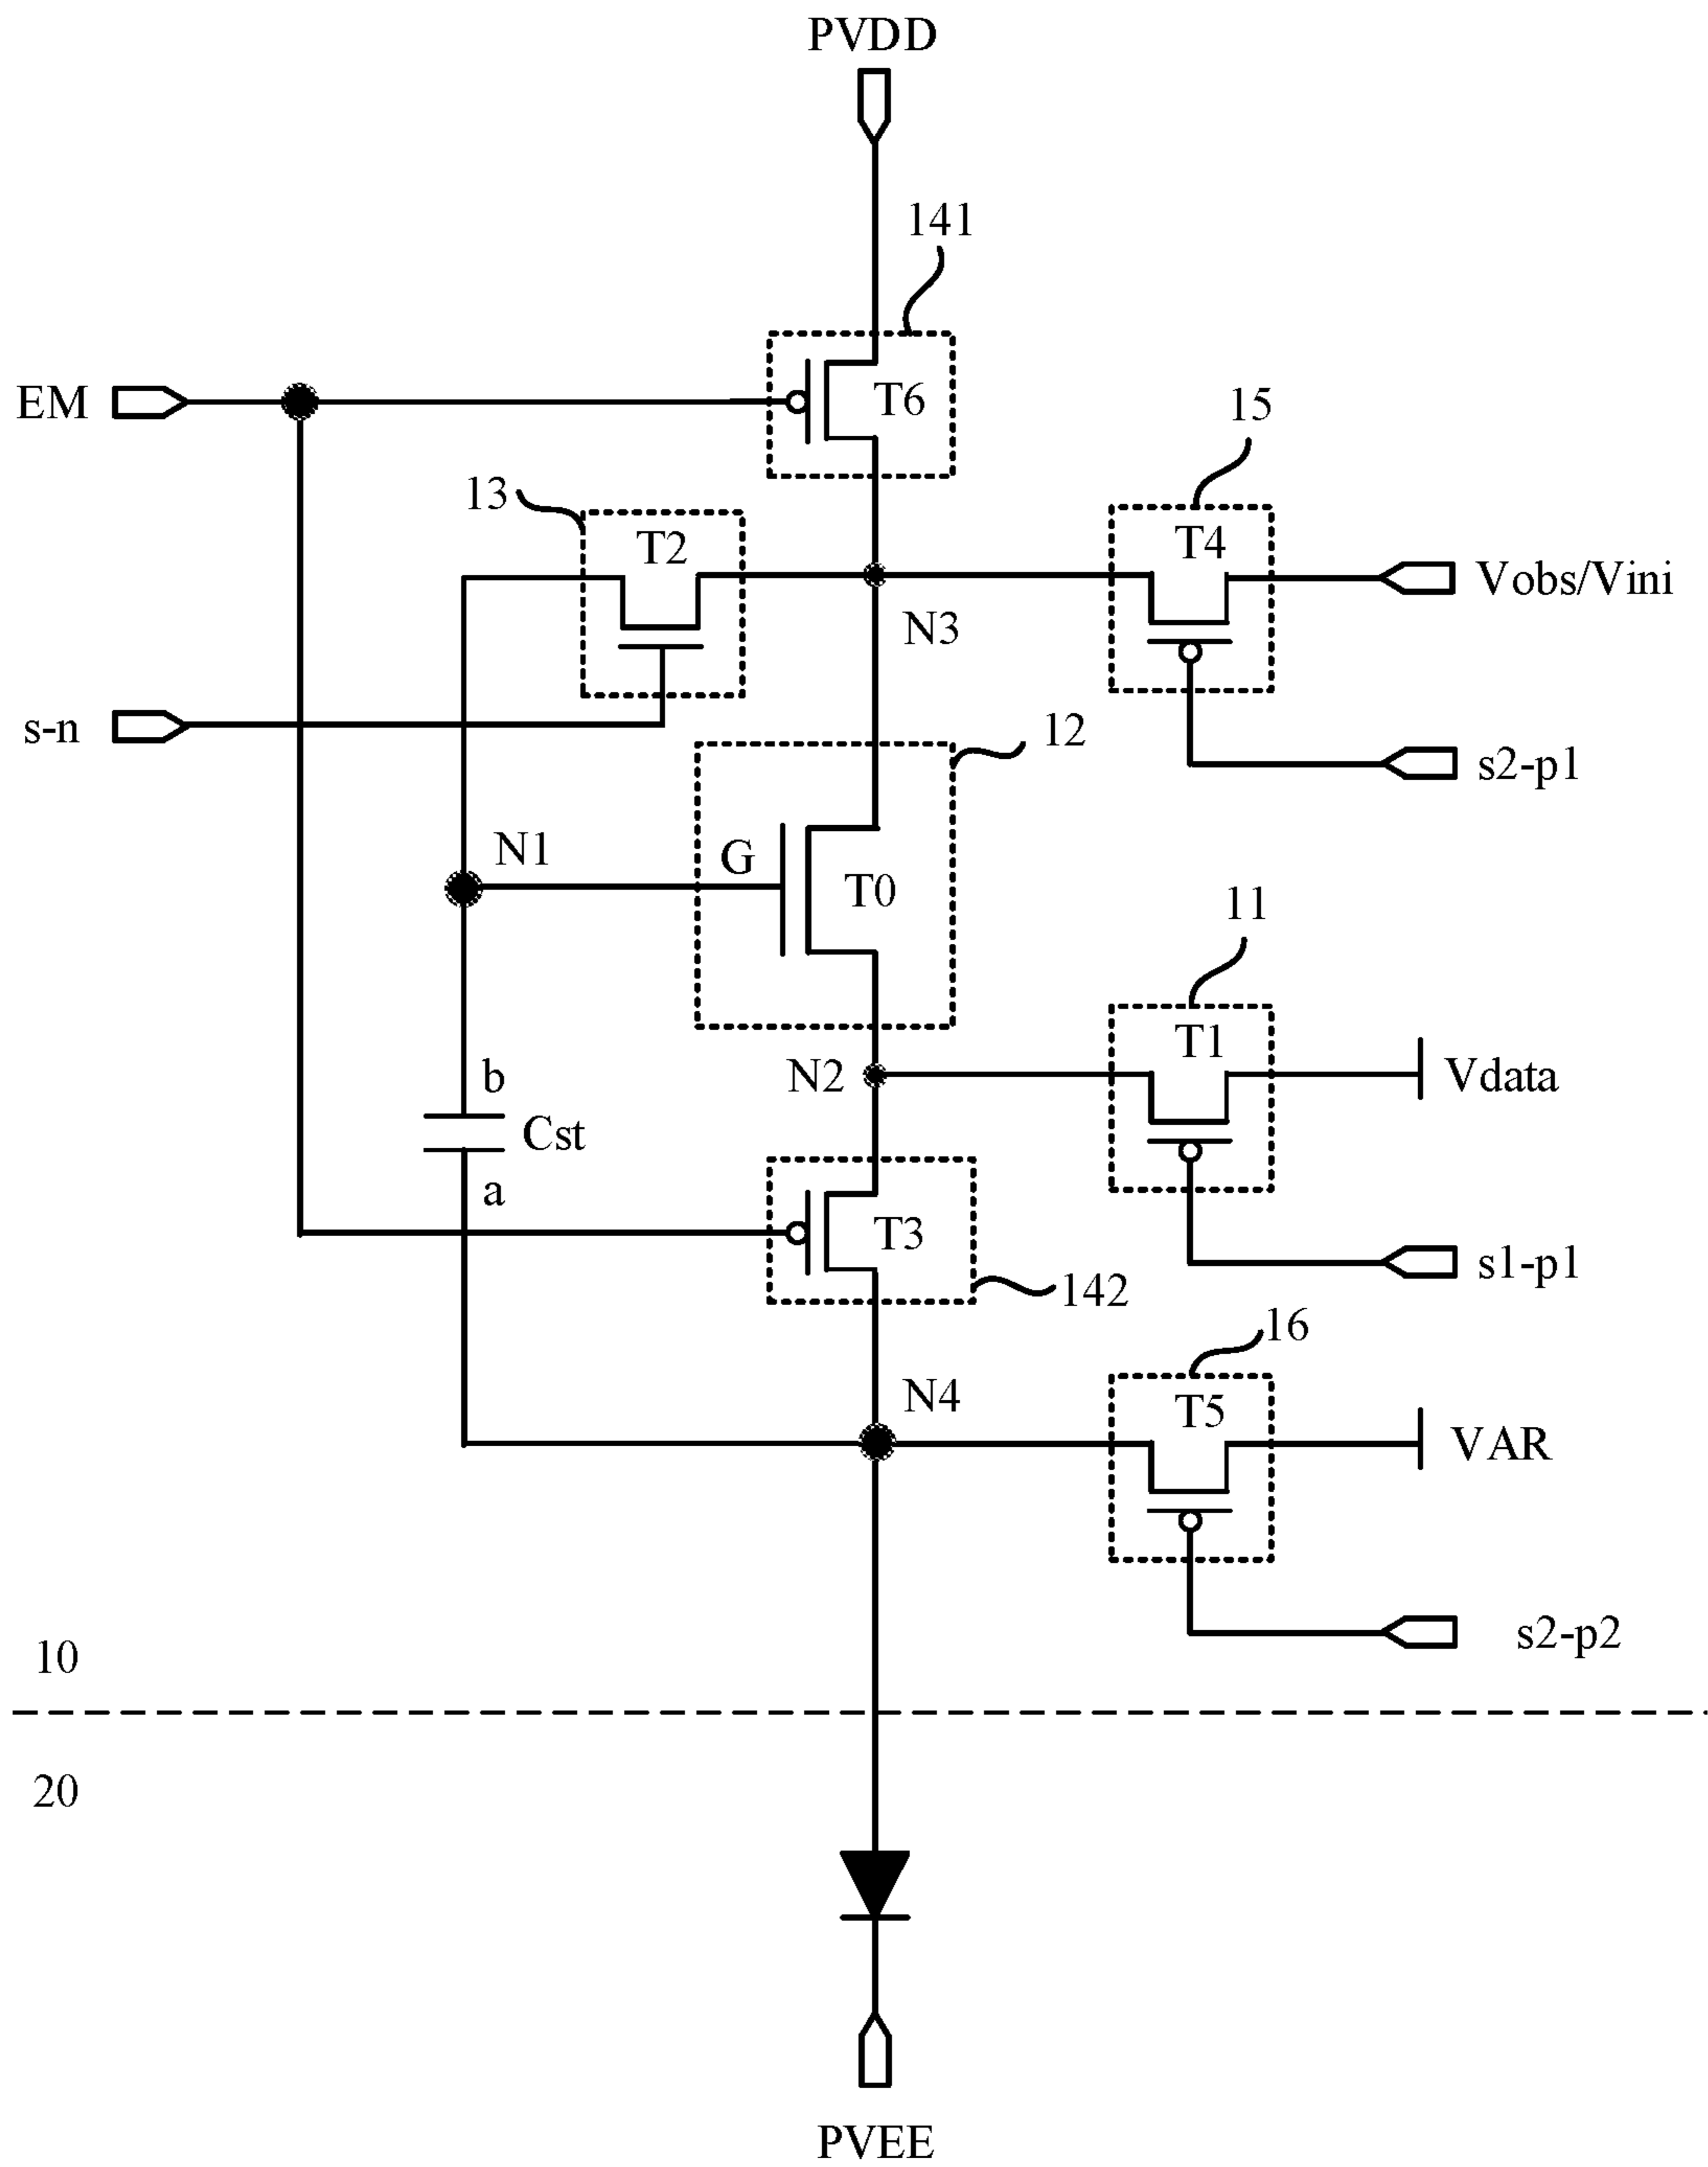 PVDD
141
EM
T6
15
13
T2
T4
Vobs/Vini
N3
s-n
12
s2-p1
N1
G
T0
11
T1
N2
Vdata
b
Cst
a
T3
s1-p1
142
16
N4
T5
VAR
s2-p2
10
20
PVEE